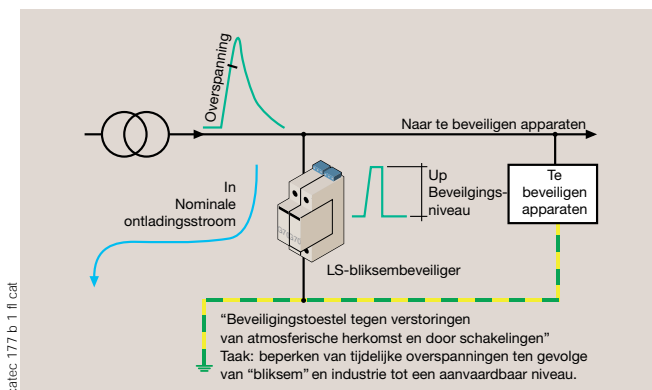 Overspanning
Naar te beveiligen apparaten
In
Nominale
ontladingsstroom
Up
Beveilgings-
niveau
Te
beveiligen
apparaten
LS-bliksembeveiliger
“Beveiligingstoestel tegen verstoringen
van atmosferische herkomst en door schakelingen”
Taak: beperken van tijdelijke overspanningen ten gevolge
van “bliksem” en industrie tot een aanvaardbaar niveau.
catec 177 b 1 fl cat